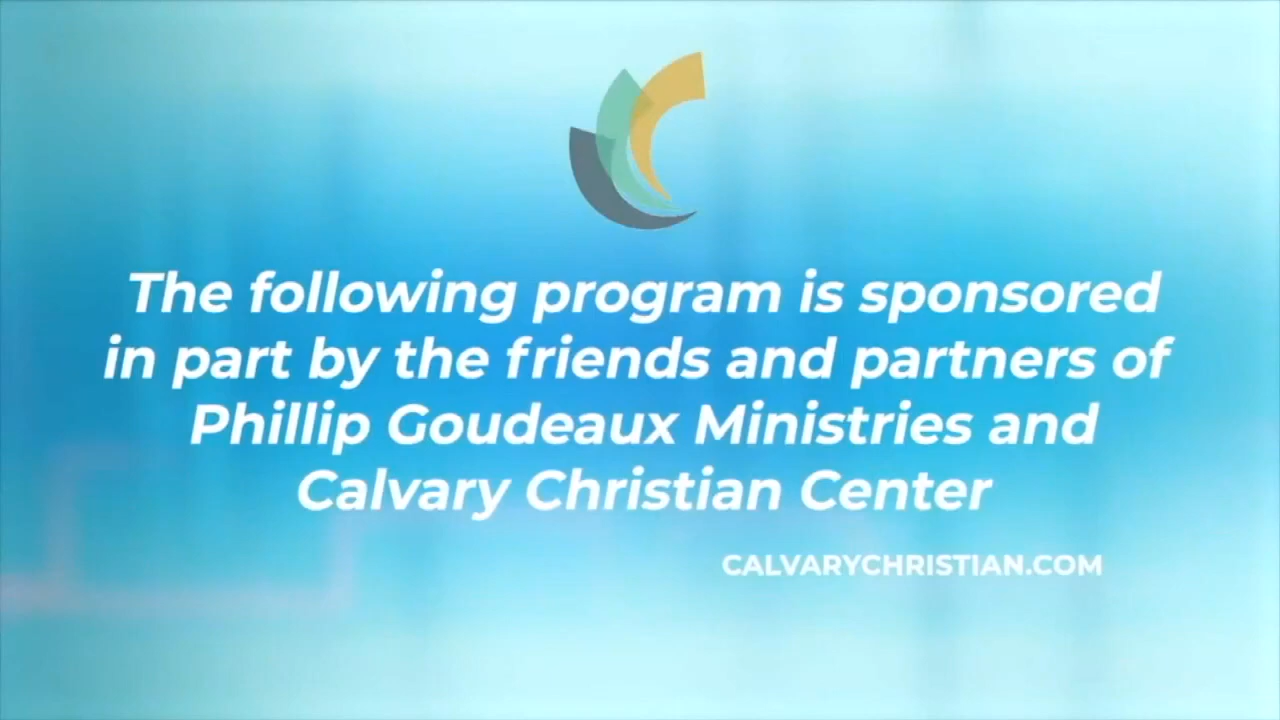 The following program is sponsored
in part by the friends and partners of
Phillip Goudeaux Ministries and
Calvary Christian Center
CALVARYCHRISTIAN.COM